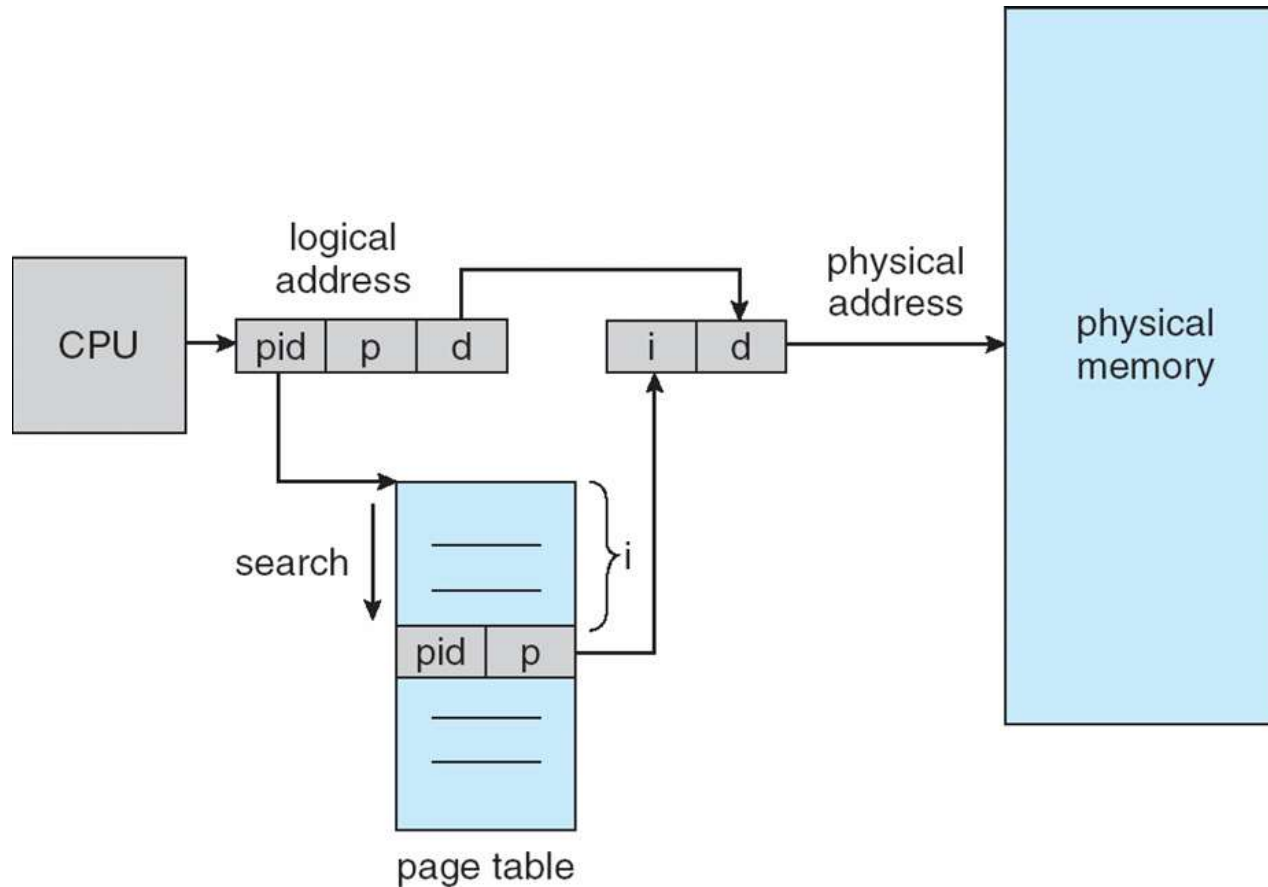 logical
address
physical
address
CPU
pid
p
d
i
d
physical
memory
search
i
pid
p
page table